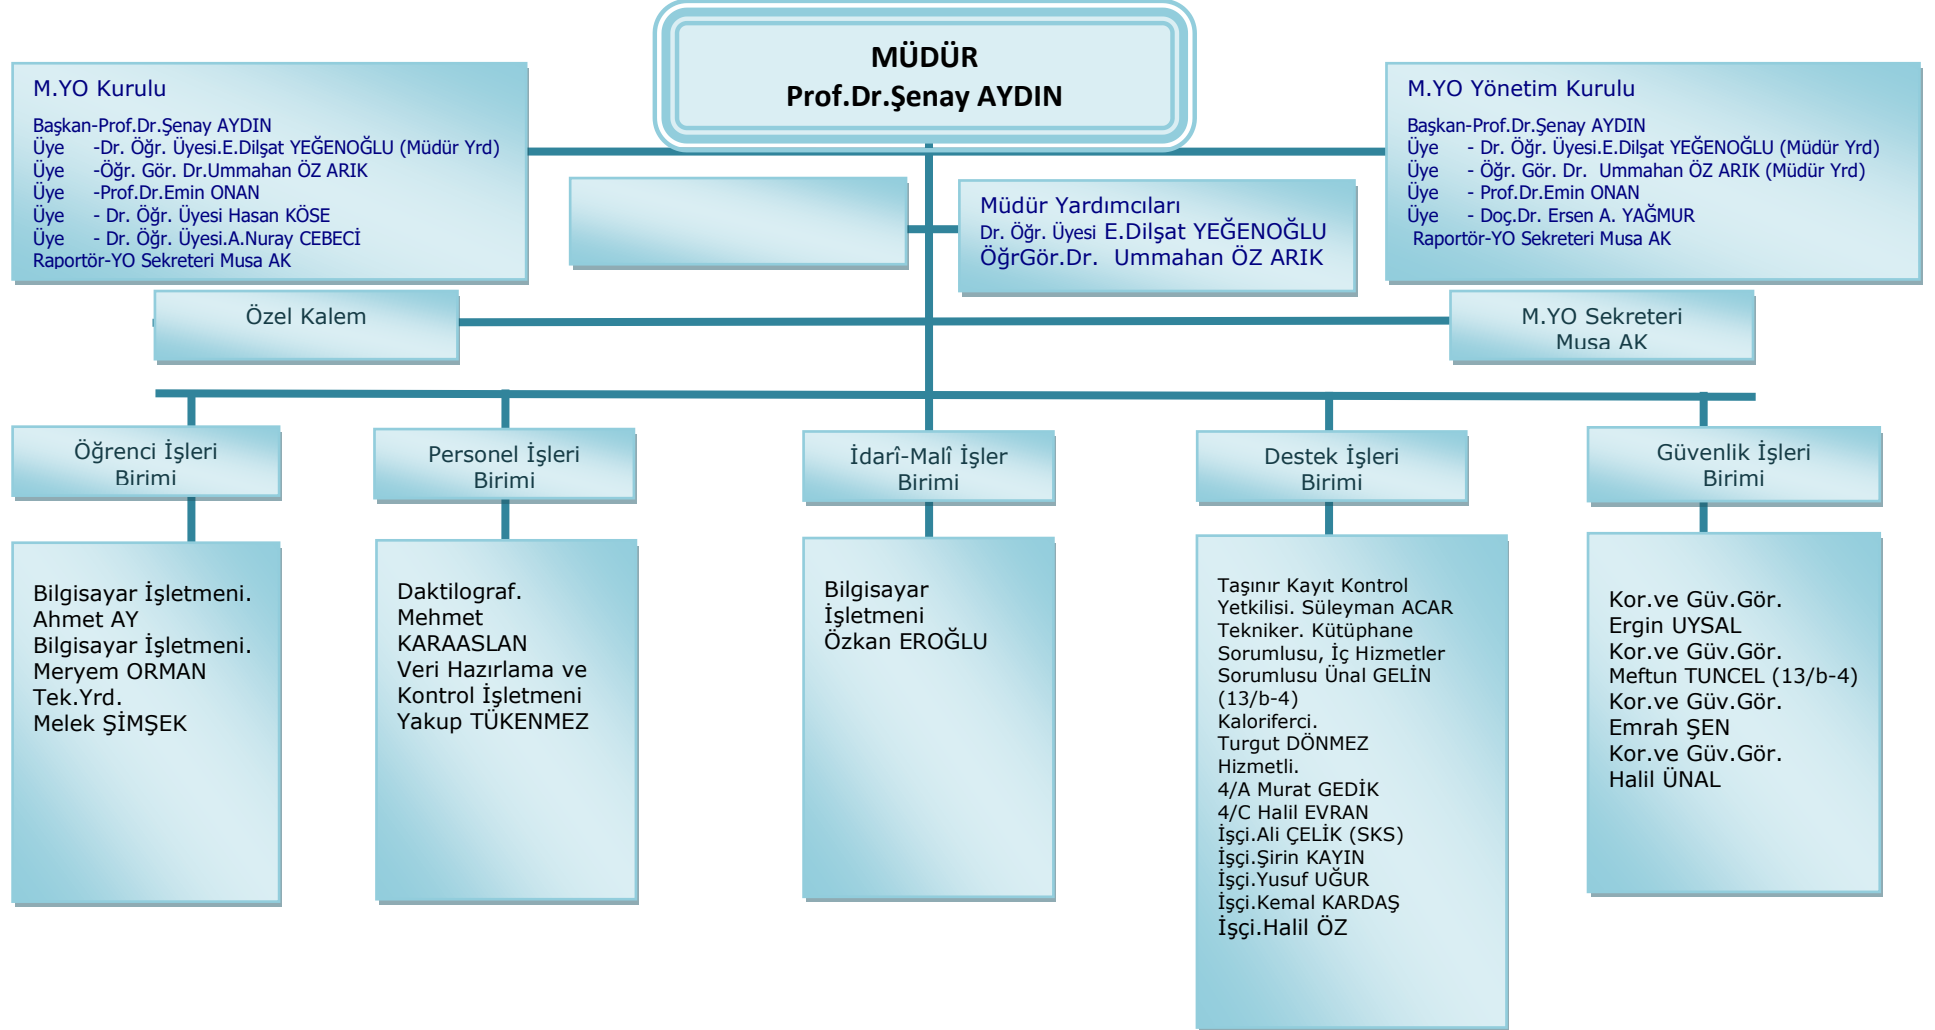 MÜDÜR
Prof.Dr.Şenay AYDIN
M.YO Kurulu
Başkan-Prof.Dr.Şenay AYDIN
Üye -Dr. Öğr. Üyesi.E.Dilşat YEĞENOĞLU (Müdür Yrd)
Üye -Öğr. Gör. Dr.Ummahan ÖZ ARIK
Üye -Prof.Dr.Emin ONAN
Üye - Dr. Öğr. Üyesi Hasan KÖSE
Üye - Dr. Öğr. Üyesi.A.Nuray CEBECİ
Raportör-YO Sekreteri Musa AK
M.YO Yönetim Kurulu
Başkan-Prof.Dr.Şenay AYDIN
Üye - Dr. Öğr. Üyesi.E.Dilşat YEĞENOĞLU (Müdür Yrd)
Üye - Öğr. Gör. Dr. Ummahan ÖZ ARIK (Müdür Yrd)
Üye - Prof.Dr.Emin ONAN
Üye - Doç.Dr. Ersen A. YAĞMUR
Raportör-YO Sekreteri Musa AK
Müdür Yardımcıları
Dr. Öğr. Üyesi E.Dilşat YEĞENOĞLU
ÖğrGör.Dr. Ummahan ÖZ ARIK
Özel Kalem
M.YO Sekreteri
Musa AK
Öğrenci İşleri
Birimi
Personel İşleri
Birimi
İdarî-Malî İşler
Birimi
Destek İşleri
Birimi
Güvenlik İşleri
Birimi
Bilgisayar İşletmeni.
Ahmet AY
Bilgisayar İşletmeni.
Meryem ORMAN
Tek.Yrd.
Melek ŞİMŞEK
Daktilograf.
Mehmet
KARAASLAN
Veri Hazırlama ve
Kontrol İşletmeni
Yakup TÜKENMEZ
Bilgisayar
İşletmeni
Özkan EROĞLU
Taşınır Kayıt Kontrol
Yetkilisi. Süleyman ACAR
Tekniker. Kütüphane
Sorumlusu, İç Hizmetler
Sorumlusu Ünal GELİN
(13/b-4)
Kaloriferci.
Turgut DÖNMEZ
Hizmetli.
4/A Murat GEDİK
4/C Halil EVRAN
İşçi.Ali ÇELİK (SKS)
İşçi.Şirin KAYIN
İşçi.Yusuf UĞUR
İşçi.Kemal KARDAŞ
İşçi.Halil ÖZ
Kor.ve Güv.Gör.
Ergin UYSAL
Kor.ve Güv.Gör.
Meftun TUNCEL (13/b-4)
Kor.ve Güv.Gör.
Emrah ŞEN
Kor.ve Güv.Gör.
Halil ÜNAL